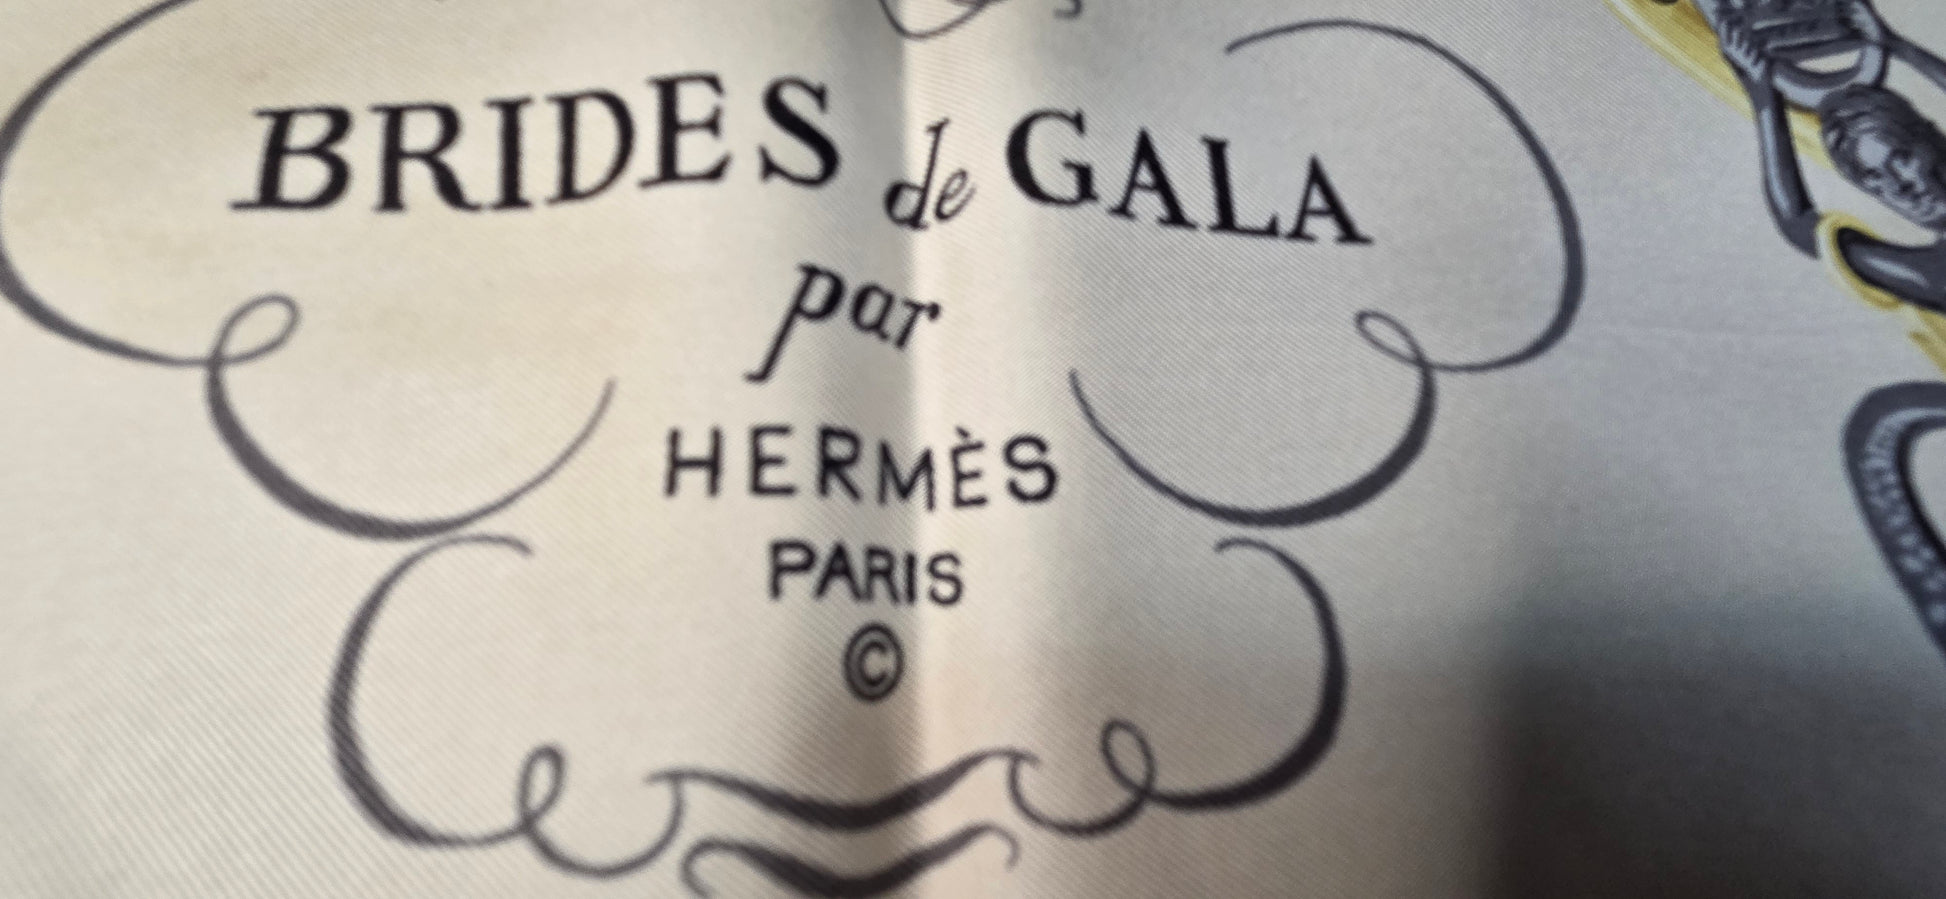 BRIDES de GALA
par
HERMÈS
PARIS
©